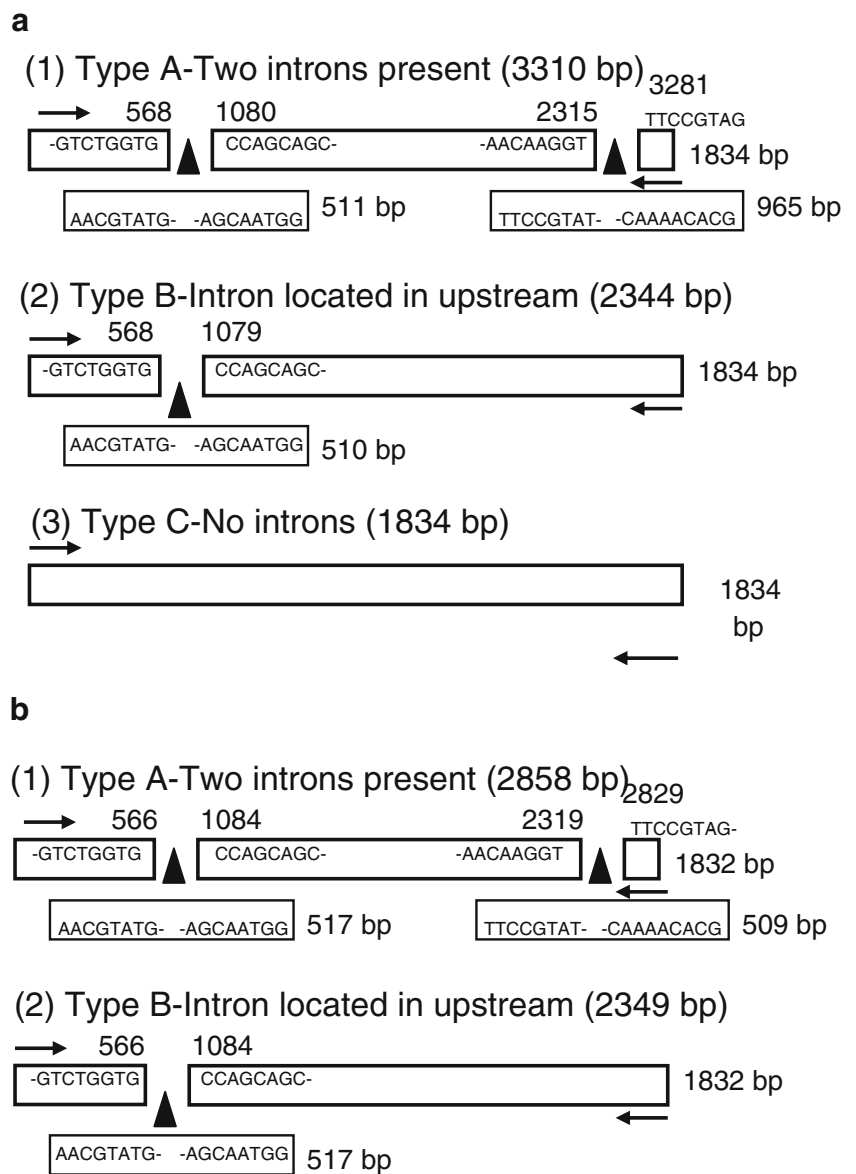 a
(1) Type A-Two introns present (3310 bp)
3281
568 1080 2315
TTCCGTAG
-GTCTGGTG CCAGCAGC- -AACAAGGT
1834 bp
AACGTATG- -AGCAATGG 511 bp TTCCGTAT- -CAAAACACG 965 bp
(2) Type B-Intron located in upstream (2344 bp)
568 1079
-GTCTGGTG CCAGCAGC- 1834 bp
AACGTATG- -AGCAATGG 510 bp
(3) Type C-No introns (1834 bp)
1834
bp
b
(1) Type A-Two introns present (2858 bp)
2829
566 1084 2319
TTCCGTAG-
-GTCTGGTG CCAGCAGC- -AACAAGGT
1832 bp
AACGTATG- -AGCAATGG 517 bp TTCCGTAT- -CAAAACACG 509 bp
(2) Type B-Intron located in upstream (2349 bp)
566 1084
-GTCTGGTG CCAGCAGC- 1832 bp
AACGTATG- -AGCAATGG 517 bp